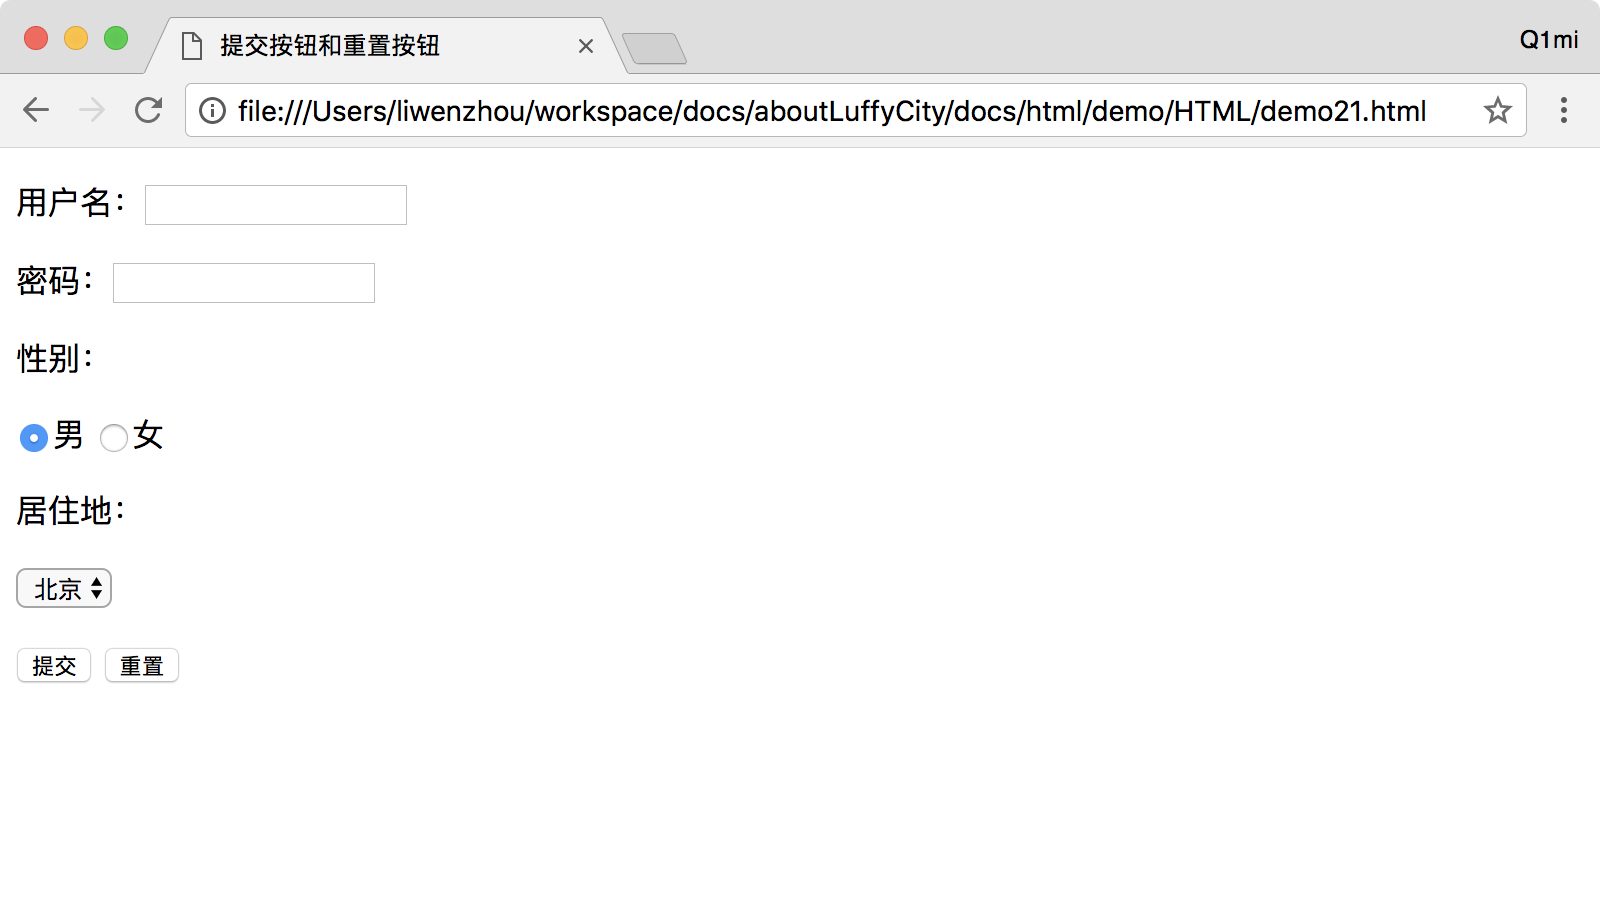 提交按钮和重置按钮
Q1mi
file:///Users/liwenzhou/workspace/docs/aboutLuffyCity/docs/html/demo/HTML/demo21.html
用户名：
密码：
性别：
男 女
居住地：
北京
提交 重置